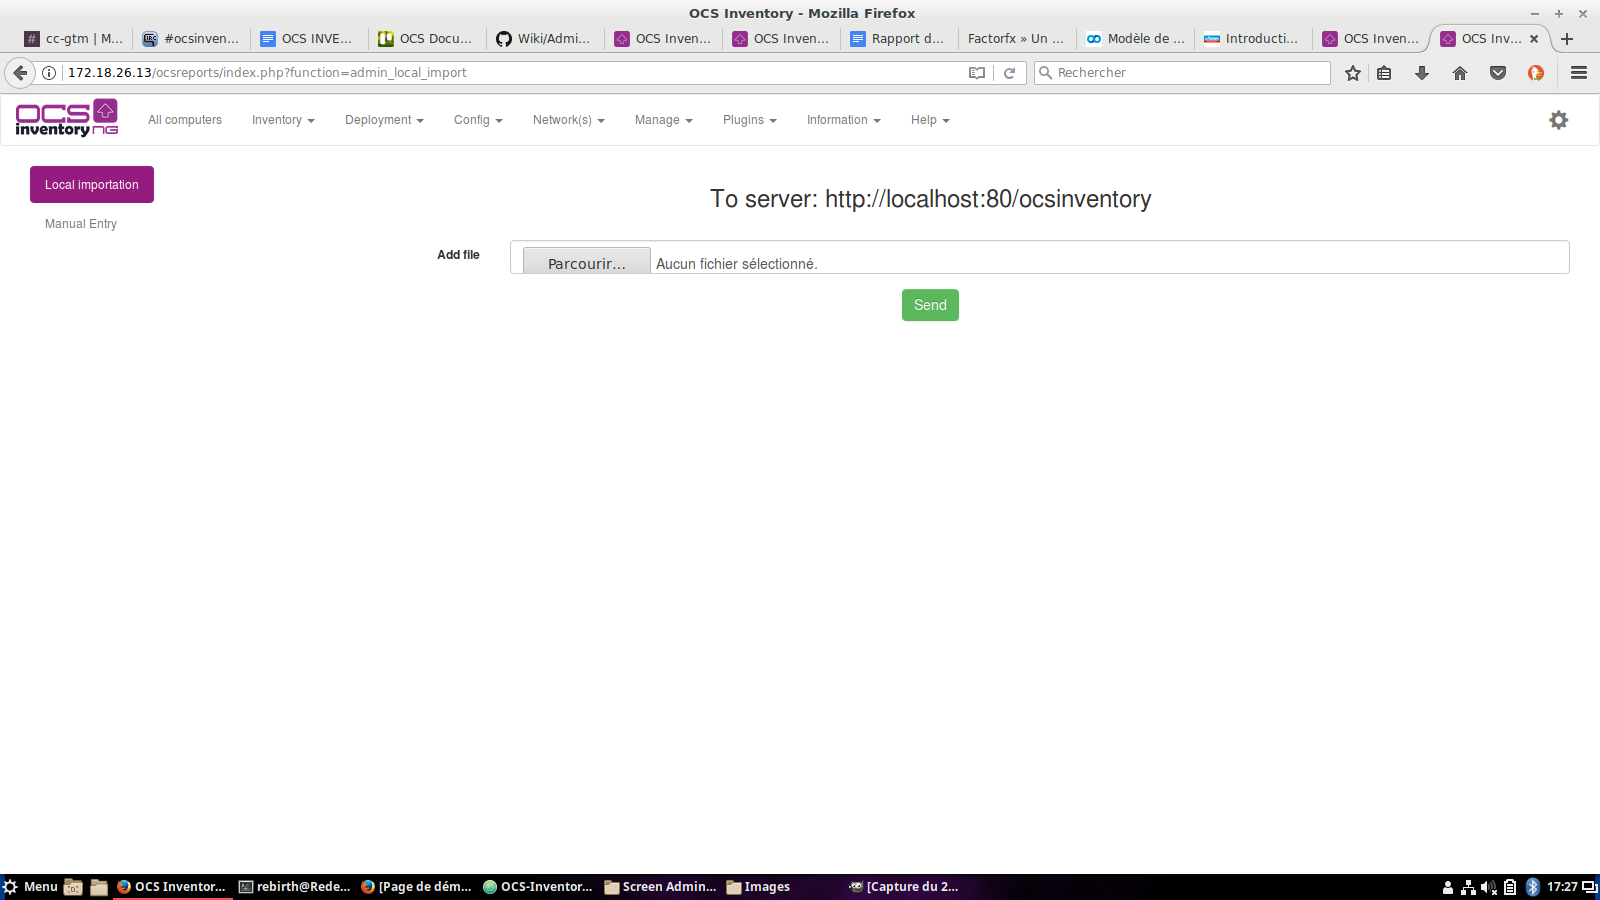 OCS Inventory - Mozilla Firefox
cc-gtm | M... #ocsinven... OCS INVE... OCS Docu... Wiki/Admi... OCS Inven... OCS Inven... Rapport d... Factorfx » Un ... Modèle de ... Introducti... OCS Inven... OCS Inv...
172.18.26.13/ocsreports/index.php?function=admin_local_import Rechercher
OCS inventory NG All computers Inventory Deployment Config Network(s) Manage Plugins Information Help
Local importation
Manual Entry
To server: http://localhost:80/ocsinventory
Add file Parcourir... Aucun fichier sélectionné.
Send
Menu OCS Inventor... rebirth@Rede... [Page de dém... OCS-Inventor... Screen Admin... Images [Capture du 2... 17:27